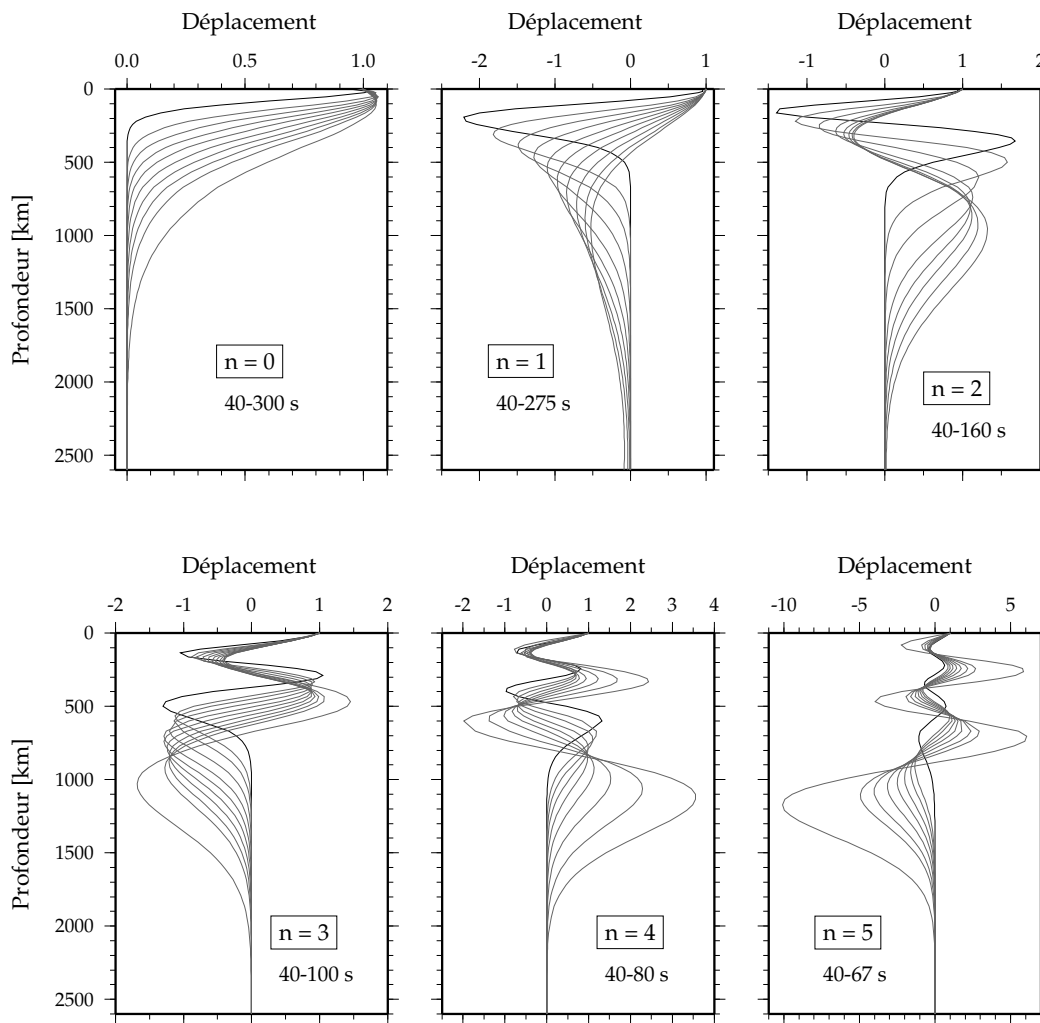 Déplacement Déplacement Déplacement
0.0 0.5 1.0 -2 -1 0 1 -1 0 1 2
0
500
1000
1500
2000
2500
Profondeur [km]
n = 0
40-300 s
n = 1
40-275 s
n = 2
40-160 s
Déplacement Déplacement Déplacement
-2 -1 0 1 2 -2 -1 0 1 2 3 4 -10 -5 0 5
0
500
1000
1500
2000
2500
Profondeur [km]
n = 3
40-100 s
n = 4
40-80 s
n = 5
40-67 s